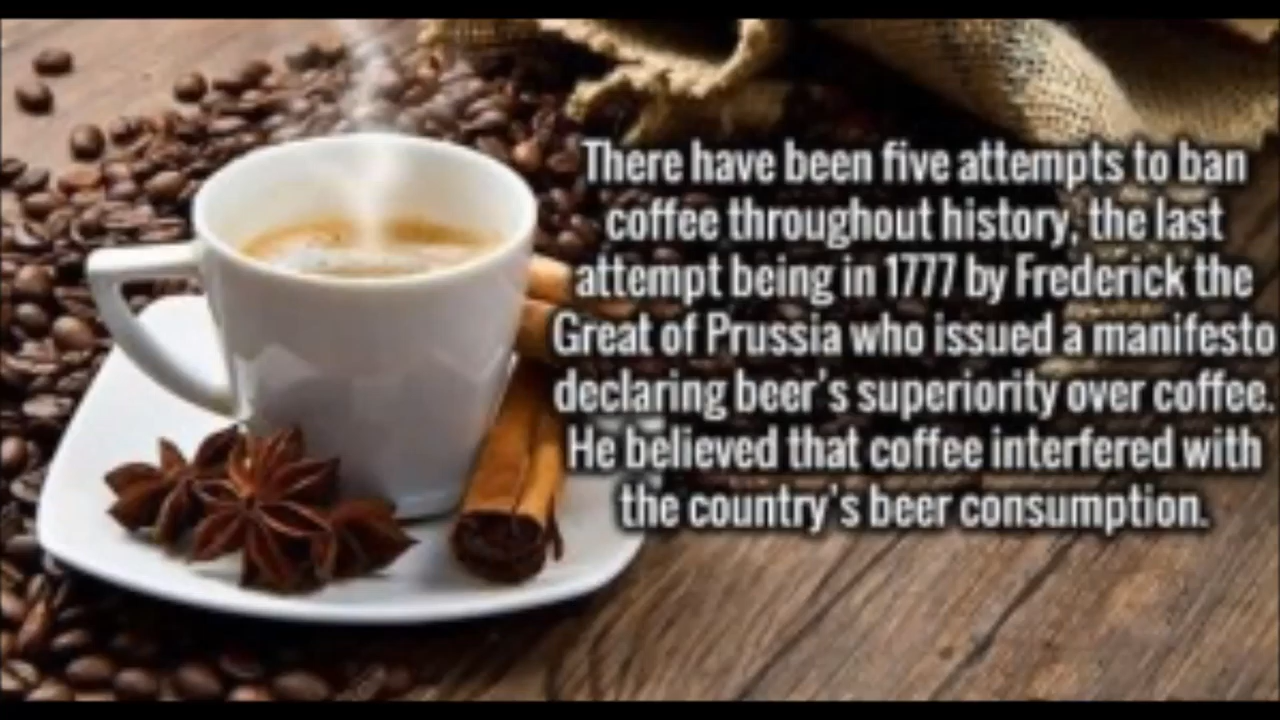 There have been five attempts to ban
coffee throughout history, the last
attempt being in 1777 by Frederick the
Great of Prussia who issued a manifesto
declaring beer's superiority over coffee.
He believed that coffee interfered with
the country's beer consumption.